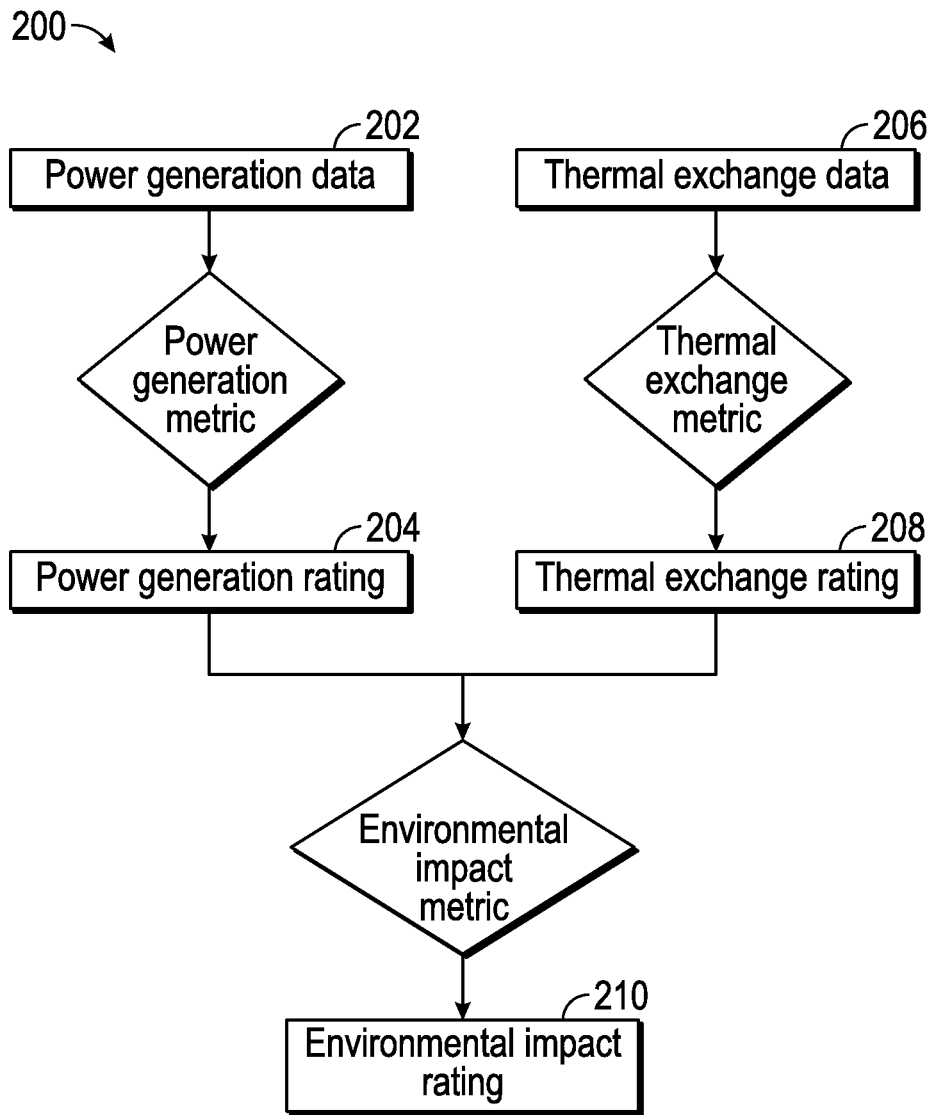 200
202
206
Power generation data
Thermal exchange data
Power
generation
metric
Thermal
exchange
metric
204
208
Power generation rating
Thermal exchange rating
Environmental
impact
metric
210
Environmental impact
rating